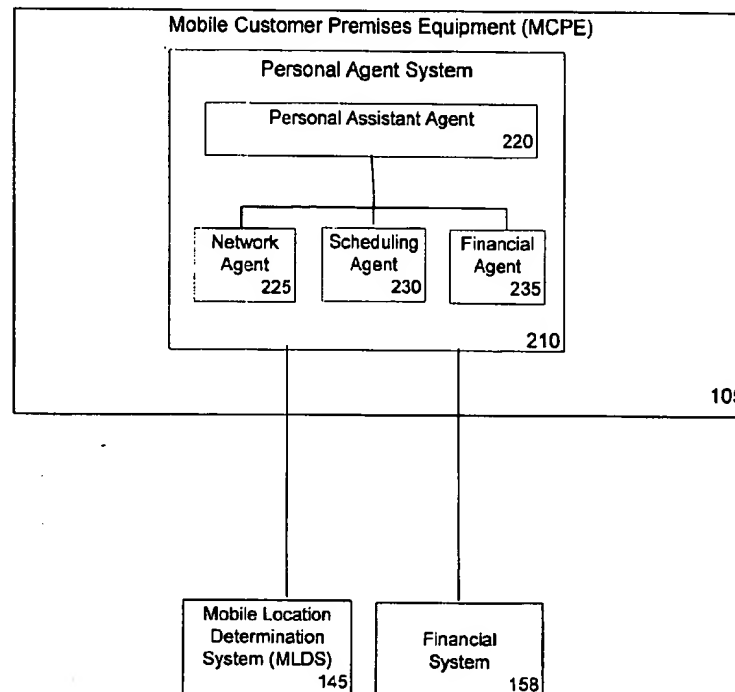 Mobile Customer Premises Equipment (MCPE)
Personal Agent System
Personal Assistant Agent
220
Network
Agent
225
Scheduling
Agent
230
Financial
Agent
235
210
105
Mobile Location
Determination
System (MLDS)
145
Financial
System
158